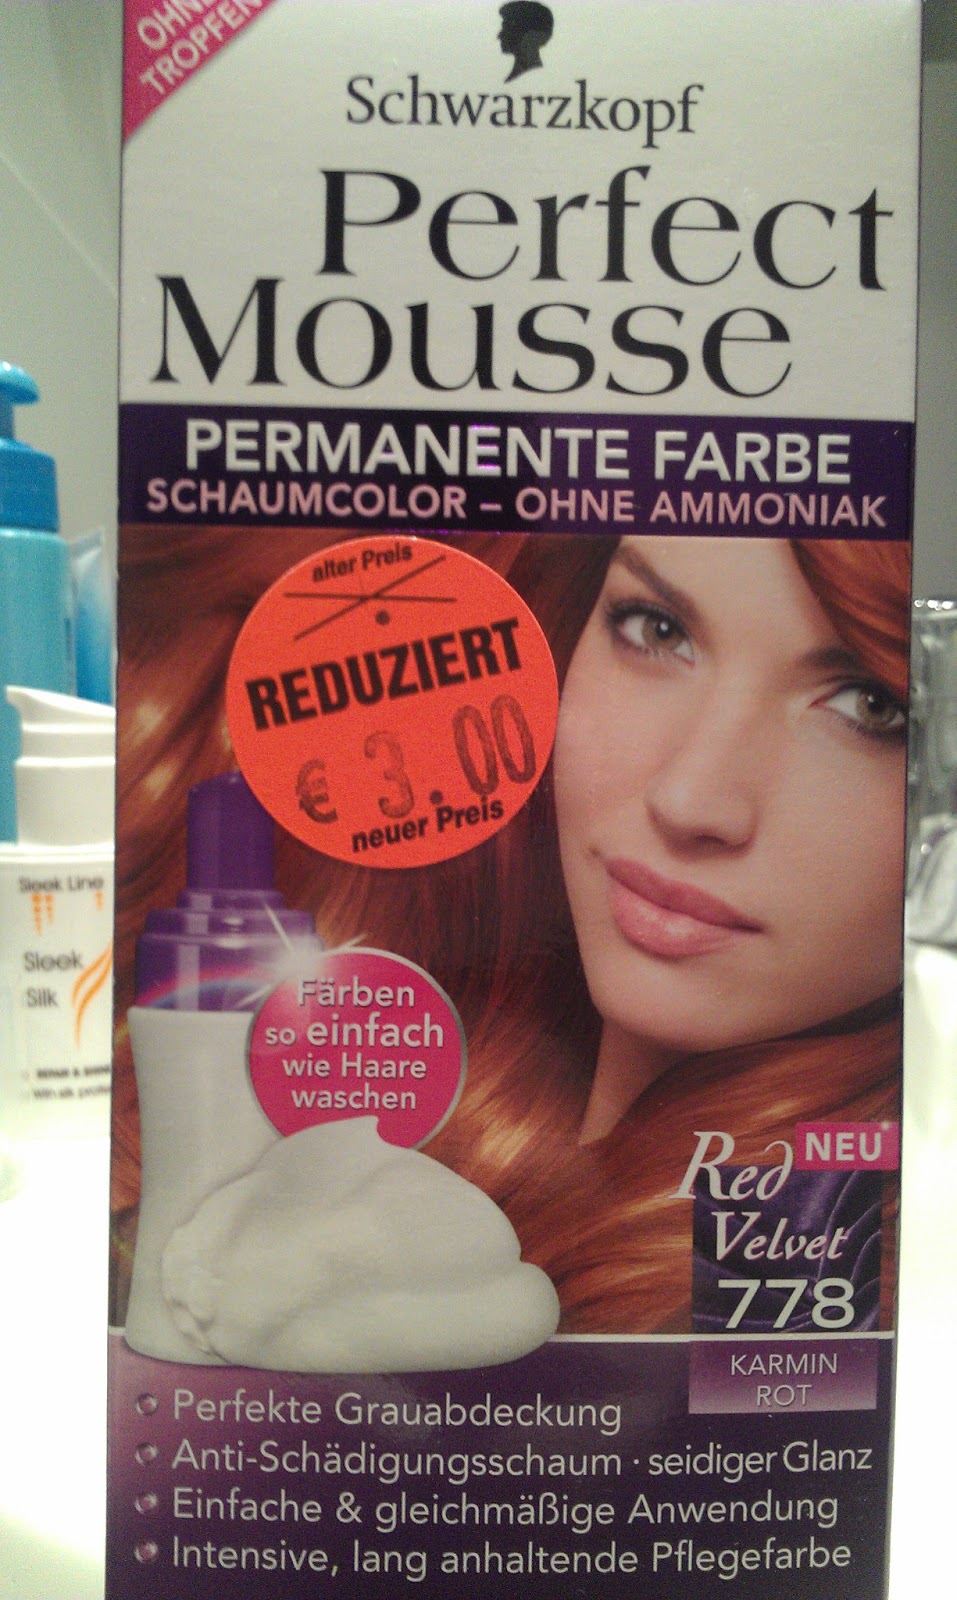 OHNE
TROPFEN
Schwarzkopf
Perfect
Mousse
PERMANENTE FARBE
SCHAUMCOLOR – OHNE AMMONIAK
alter Preis
REDUZIERT
€ 3.00
neuer Preis
Sleek Line
Sleek
Silk
Färben
so einfach
wie Haare
waschen
Red
NEU*
Velvet
778
KARMIN
ROT
Perfekte Grauabdeckung
Anti-Schädigungsschaum · seidiger Glanz
Einfache & gleichmäßige Anwendung
Intensive, lang anhaltende Pflegefarbe